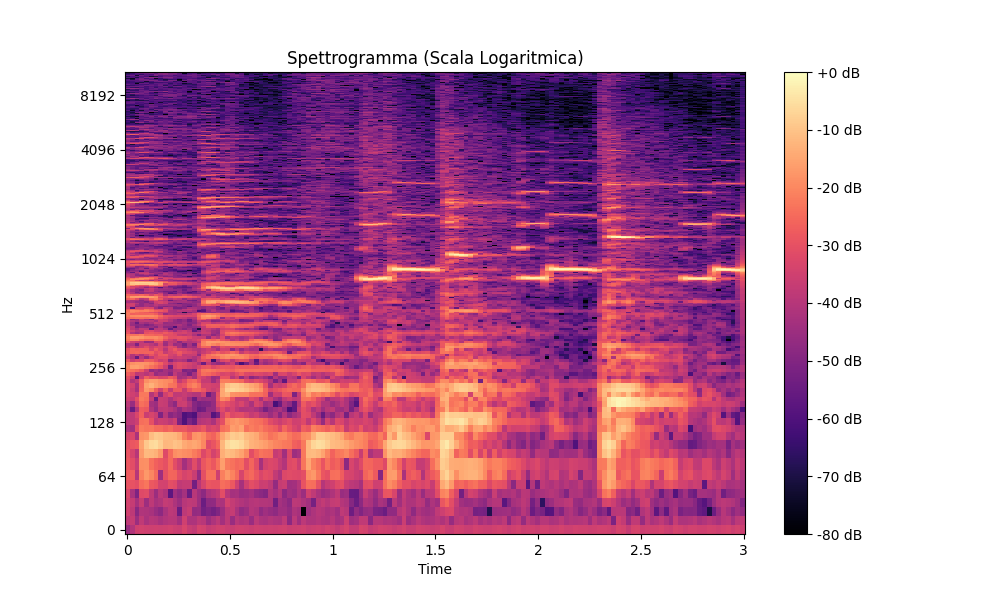 Spettrogramma (Scala Logaritmica)
Hz
8192
4096
2048
1024
512
256
128
64
0
0 0.5 1 1.5 2 2.5 3
Time
+0 dB
-10 dB
-20 dB
-30 dB
-40 dB
-50 dB
-60 dB
-70 dB
-80 dB